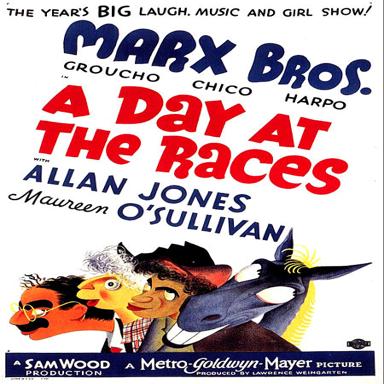 THE YEAR'S BIG LAUGH, MUSIC AND GIRL SHOW!
MARX BROS.
GROUCHO CHICO HARPO
IN
A DAY AT
THE RACES
WITH
ALLAN JONES
Maureen O'SULLIVAN
A SAM WOOD
PRODUCTION
A Metro-Goldwyn-Mayer PICTURE
PRODUCED BY LAWRENCE WEINGARTEN